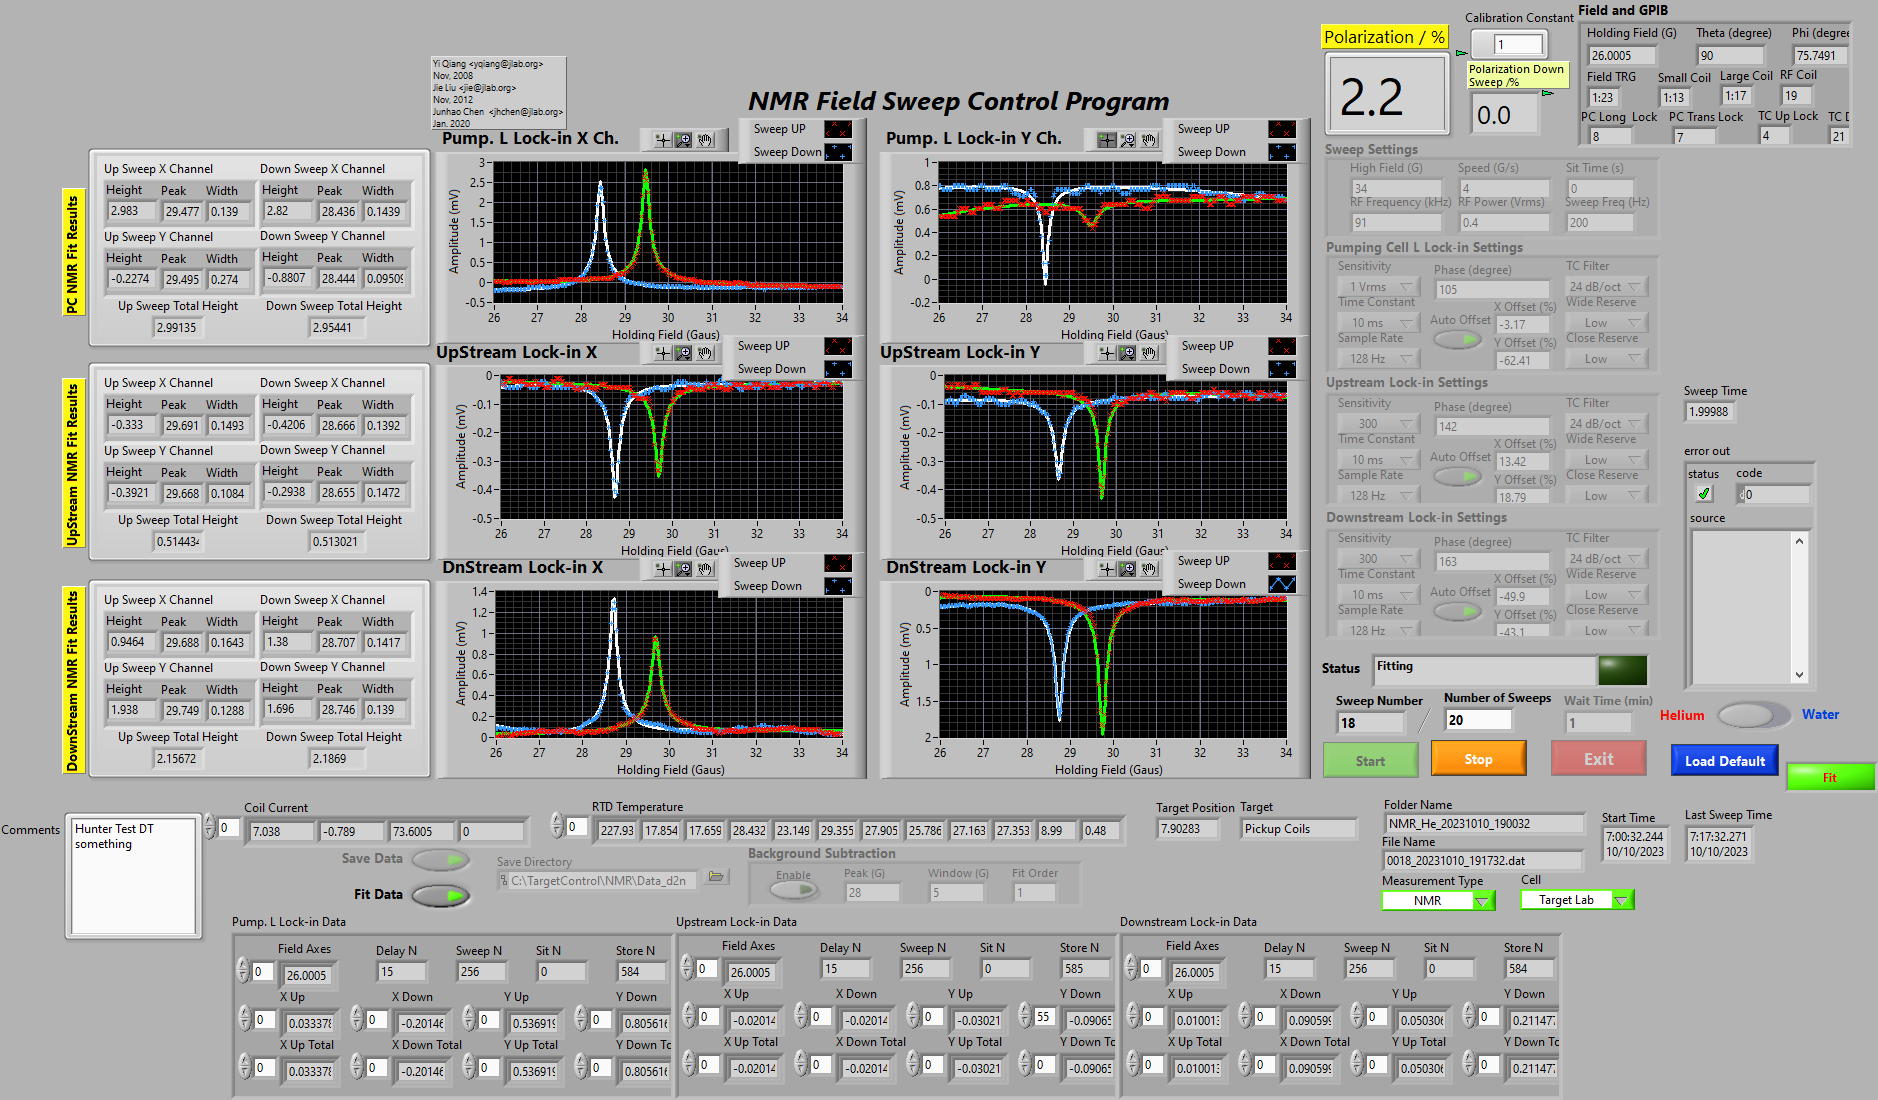 Yi Qiang <yqiang@jlab.org>
Nov, 2008
Jie Liu <jie@jlab.org>
Nov, 2012
Junhao Chen <jhchen@jlab.org>
Jan. 2020
NMR Field Sweep Control Program
Polarization / %
2.2
Calibration Constant
1
Polarization Down
Sweep /%
0.0
Field and GPIB
Holding Field (G) Theta (degree) Phi (degree
26.0005 90 75.7491
Field TRG Small Coil Large Coil RF Coil
1:23 1:13 1:17 19
PC Long Lock PC Trans Lock TC Up Lock TC D
8 7 4 21
PC NMR Fit Results
Up Sweep X Channel Down Sweep X Channel
Height Peak Width Height Peak Width
2.983 29.477 0.139 2.82 28.436 0.1439
Up Sweep Y Channel Down Sweep Y Channel
Height Peak Width Height Peak Width
-0.2274 29.495 0.274 -0.8807 28.444 0.09509
Up Sweep Total Height Down Sweep Total Height
2.99135 2.95441
Pump. L Lock-in X Ch.
Sweep UP
Sweep Down
Amplitude (mV)
3
2.5
2
1.5
1
0.5
0
-0.5
26 27 28 29 30 31 32 33 34
Holding Field (Gaus)
Pump. L Lock-in Y Ch.
Sweep UP
Sweep Down
Amplitude (mV)
1
0.8
0.6
0.4
0.2
0
-0.2
26 27 28 29 30 31 32 33 34
Holding Field (Gaus)
UpStream NMR Fit Results
Up Sweep X Channel Down Sweep X Channel
Height Peak Width Height Peak Width
-0.333 29.691 0.1493 -0.4206 28.666 0.1392
Up Sweep Y Channel Down Sweep Y Channel
Height Peak Width Height Peak Width
-0.3921 29.668 0.1084 -0.2938 28.655 0.1472
Up Sweep Total Height Down Sweep Total Height
0.514434 0.513021
UpStream Lock-in X
Sweep UP
Sweep Down
Amplitude (mV)
0
-0.1
-0.2
-0.3
-0.4
-0.5
26 27 28 29 30 31 32 33 34
Holding Field (Gaus)
UpStream Lock-in Y
Sweep UP
Sweep Down
Amplitude (mV)
0
-0.1
-0.2
-0.3
-0.4
-0.5
26 27 28 29 30 31 32 33 34
Holding Field (Gaus)
DownStream NMR Fit Results
Up Sweep X Channel Down Sweep X Channel
Height Peak Width Height Peak Width
0.9464 29.688 0.1643 1.38 28.707 0.1417
Up Sweep Y Channel Down Sweep Y Channel
Height Peak Width Height Peak Width
1.938 29.749 0.1288 1.696 28.746 0.139
Up Sweep Total Height Down Sweep Total Height
2.15672 2.1869
DnStream Lock-in X
Sweep UP
Sweep Down
Amplitude (mV)
1.4
1.2
1
0.8
0.6
0.4
0.2
0
26 27 28 29 30 31 32 33 34
Holding Field (Gaus)
DnStream Lock-in Y
Sweep UP
Sweep Down
Amplitude (mV)
0
0.5
1
1.5
2
26 27 28 29 30 31 32 33 34
Holding Field (Gaus)
Sweep Settings
High Field (G) Speed (G/s) Sit Time (s)
34 4 0
RF Frequency (kHz) RF Power (Vrms) Sweep Freq (Hz)
91 0.4 200
Pumping Cell L Lock-in Settings
Sensitivity Phase (degree) TC Filter
1 Vrms 105 24 dB/oct
Time Constant X Offset (%) Wide Reserve
10 ms Auto Offset -3.17 Low
Sample Rate Y Offset (%) Close Reserve
128 Hz -62.41 Low
Upstream Lock-in Settings
Sensitivity Phase (degree) TC Filter
300 142 24 dB/oct
Time Constant X Offset (%) Wide Reserve
10 ms Auto Offset 13.42 Low
Sample Rate Y Offset (%) Close Reserve
128 Hz 18.79 Low
Downstream Lock-in Settings
Sensitivity Phase (degree) TC Filter
300 163 24 dB/oct
Time Constant X Offset (%) Wide Reserve
10 ms Auto Offset -49.9 Low
Sample Rate Y Offset (%) Close Reserve
128 Hz -43.1 Low
Sweep Time
1.99988
error out
status code
0
source
Status Fitting
Sweep Number Number of Sweeps Wait Time (min)
18 / 20 1
Helium Water
Start Stop Exit Load Default Fit
Comments
Hunter Test DT
something
Coil Current
0 7.038 -0.789 73.6005 0
RTD Temperature
0 227.93 17.854 17.659 28.432 23.149 29.355 27.905 25.786 27.163 27.353 8.99 0.48
Target Position Target
7.90283 Pickup Coils
Folder Name
NMR_He_20231010_190032
File Name
0018_20231010_191732.dat
Measurement Type Cell
NMR Target Lab
Start Time Last Sweep Time
7:00:32.244 7:17:32.271
10/10/2023 10/10/2023
Save Data
Fit Data
Save Directory
C:\TargetControl\NMR\Data_d2n
Background Subtraction
Enable Peak (G) Window (G) Fit Order
28 5 1
Pump. L Lock-in Data
Field Axes Delay N Sweep N Sit N Store N
0 26.0005 15 256 0 584
X Up X Down Y Up Y Down
0 0.033378 0 -0.20146 0 0.536919 0 0.805616
X Up Total X Down Total Y Up Total Y Down To
0 0.033378 0 -0.20146 0 0.536919 0 0.805616
Upstream Lock-in Data
Field Axes Delay N Sweep N Sit N Store N
0 26.0005 15 256 0 585
X Up X Down Y Up Y Down
0 -0.02014 0 -0.02014 0 -0.03021 55 -0.09065
X Up Total X Down Total Y Up Total Y Down To
0 -0.02014 0 -0.02014 0 -0.03021 0 -0.09065
Downstream Lock-in Data
Field Axes Delay N Sweep N Sit N Store N
0 26.0005 15 256 0 584
X Up X Down Y Up Y Down
0 0.010013 0 0.090599 0 0.050306 0 0.211477
X Up Total X Down Total Y Up Total Y Down To
0 0.010013 0 0.090599 0 0.050306 0 0.211477